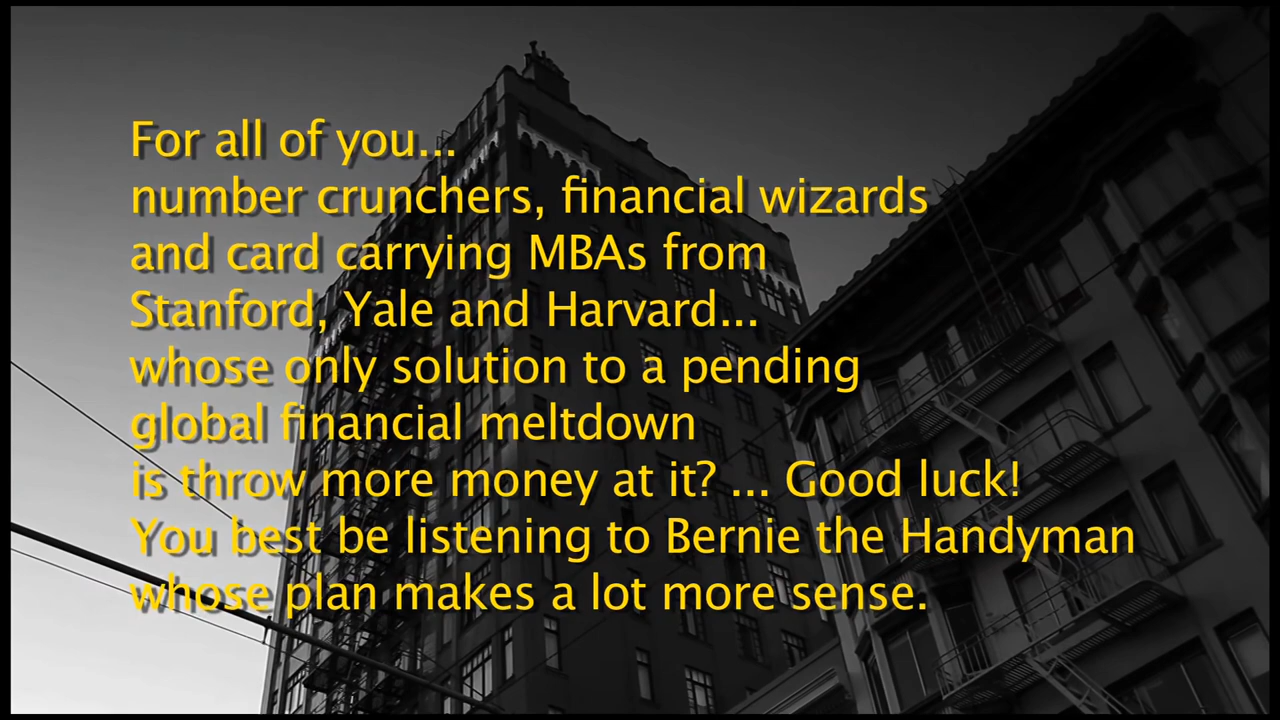 For all of you...
number crunchers, financial wizards
and card carrying MBAs from
Stanford, Yale and Harvard...
whose only solution to a pending
global financial meltdown
is throw more money at it? ... Good luck!
You best be listening to Bernie the Handyman
whose plan makes a lot more sense.